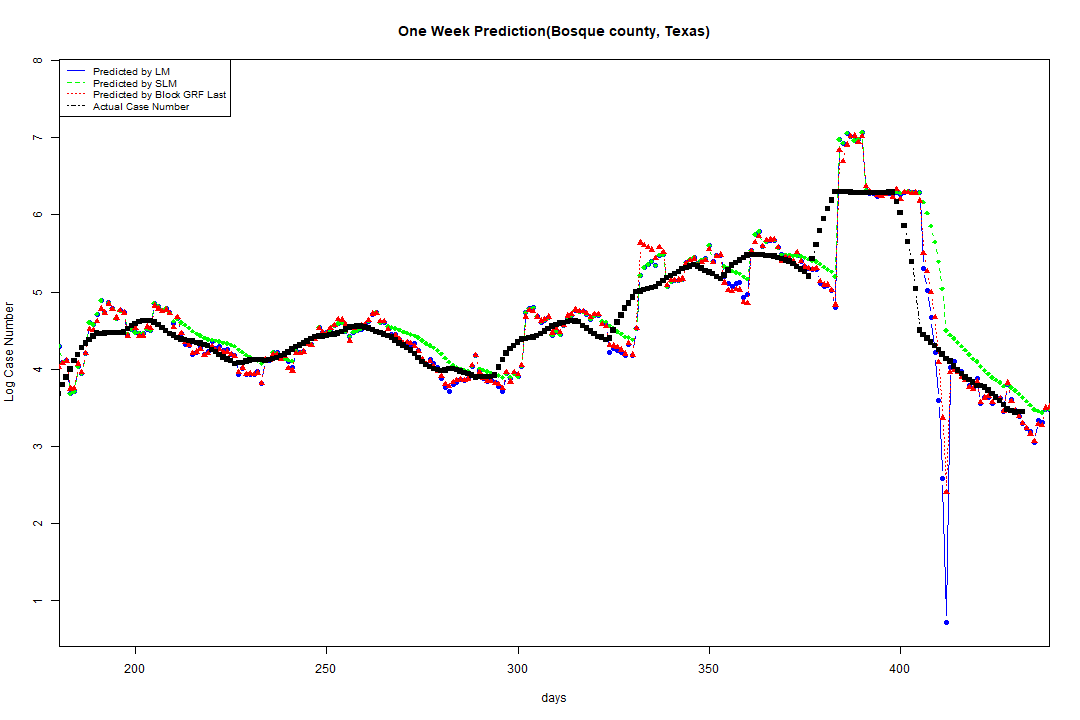 One Week Prediction(Bosque county, Texas)
8
Predicted by LM
Predicted by SLM
Predicted by Block GRF Last
Actual Case Number
7
6
5
4
3
2
1
Log Case Number
200
250
300
350
400
days